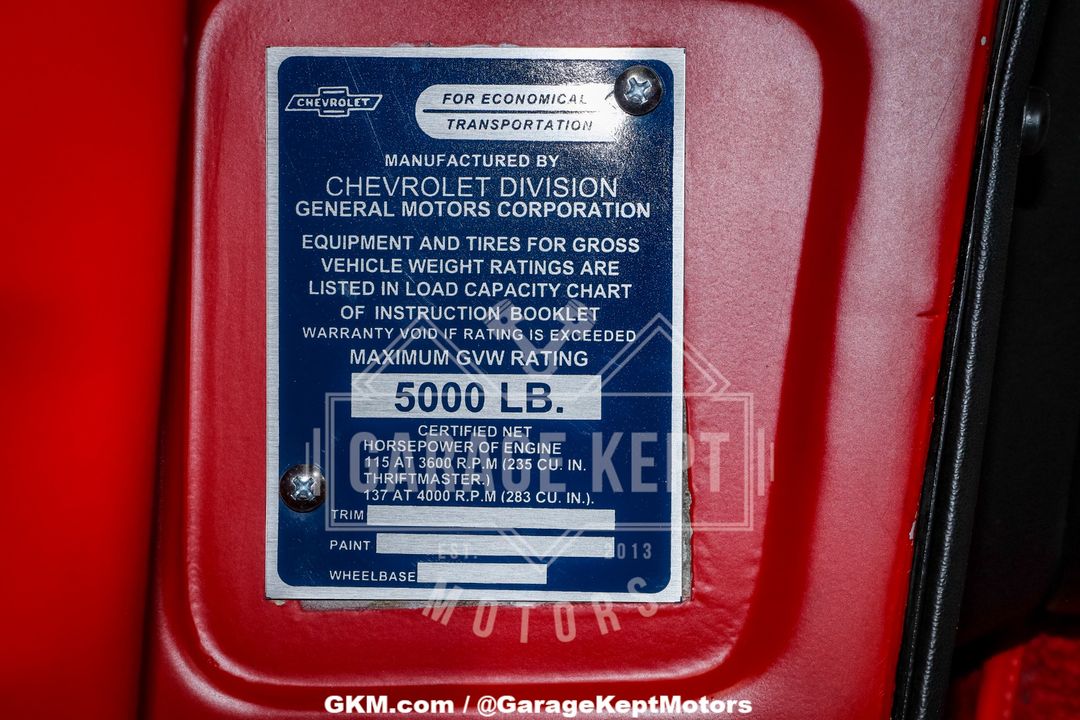 CHEVROLET
FOR ECONOMICAL
TRANSPORTATION
MANUFACTURED BY
CHEVROLET DIVISION
GENERAL MOTORS CORPORATION
EQUIPMENT AND TIRES FOR GROSS
VEHICLE WEIGHT RATINGS ARE
LISTED IN LOAD CAPACITY CHART
OF INSTRUCTION BOOKLET
WARRANTY VOID IF RATING IS EXCEEDED
MAXIMUM GVW RATING
5000 LB.
CERTIFIED NET
HORSEPOWER OF ENGINE
115 AT 3600 R.P.M (235 CU. IN.
THRIFTMASTER.)
137 AT 4000 R.P.M (283 CU. IN.).
TRIM
PAINT
WHEELBASE
GARAGE KEPT
EST. 2013
MOTORS
GKM.com / @GarageKeptMotors